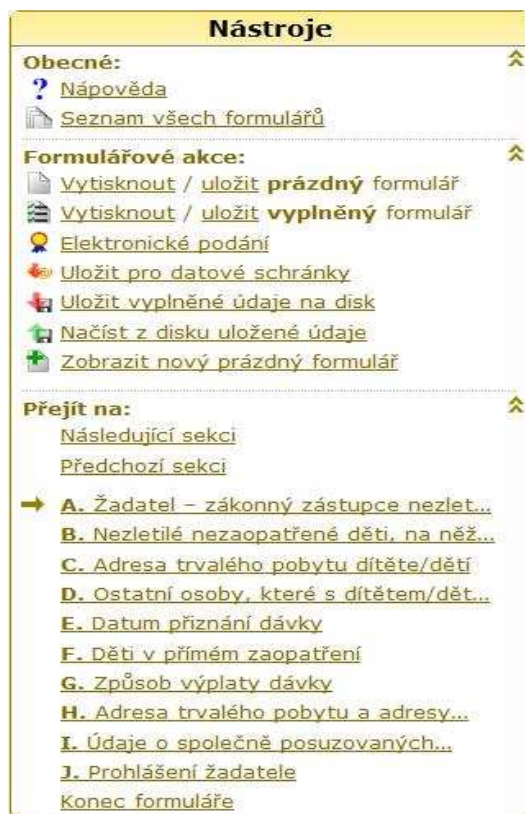 Nástroje
Obecné:
? Nápověda
Seznam všech formulářů
Formulářové akce:
Vytisknout / uložit prázdný formulář
Vytisknout / uložit vyplněný formulář
Elektronické podání
Uložit pro datové schránky
Uložit vyplněné údaje na disk
Načíst z disku uložené údaje
Zobrazit nový prázdný formulář
Přejít na:
Následující sekci
Předchozí sekci
A. Žadatel – zákonný zástupce nezlet...
B. Nezletilé nezaopatřené děti, na něž...
C. Adresa trvalého pobytu dítěte/dětí
D. Ostatní osoby, které s dítětem/dět...
E. Datum přiznání dávky
F. Děti v přímém zaopatření
G. Způsob výplaty dávky
H. Adresa trvalého pobytu a adresy...
I. Údaje o společně posuzovaných...
J. Prohlášení žadatele
Konec formuláře